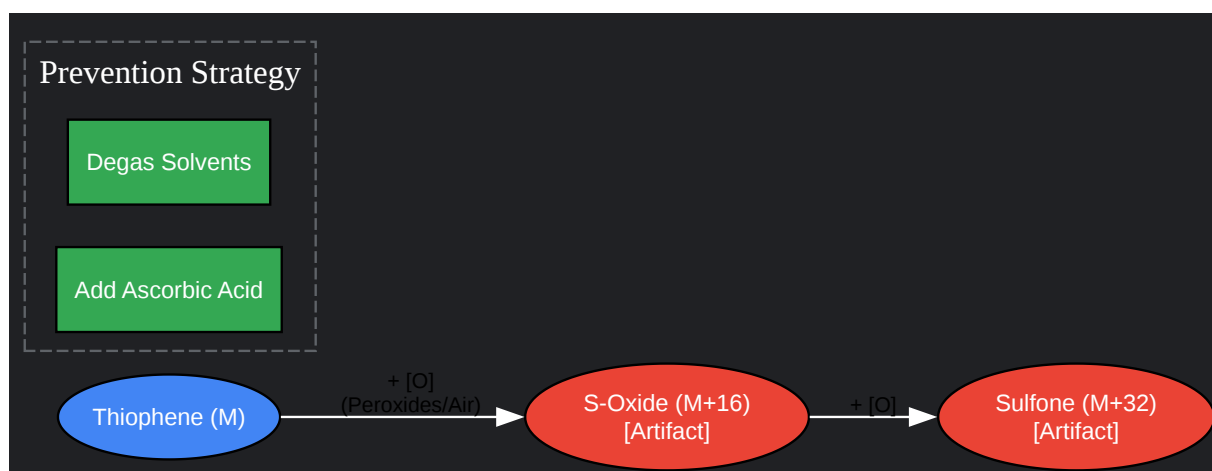 Prevention Strategy
Degas Solvents
Add Ascorbic Acid
Thiophene (M)
+ [O]
(Peroxides/Air)
S-Oxide (M+16)
[Artifact]
+ [O]
Sulfone (M+32)
[Artifact]